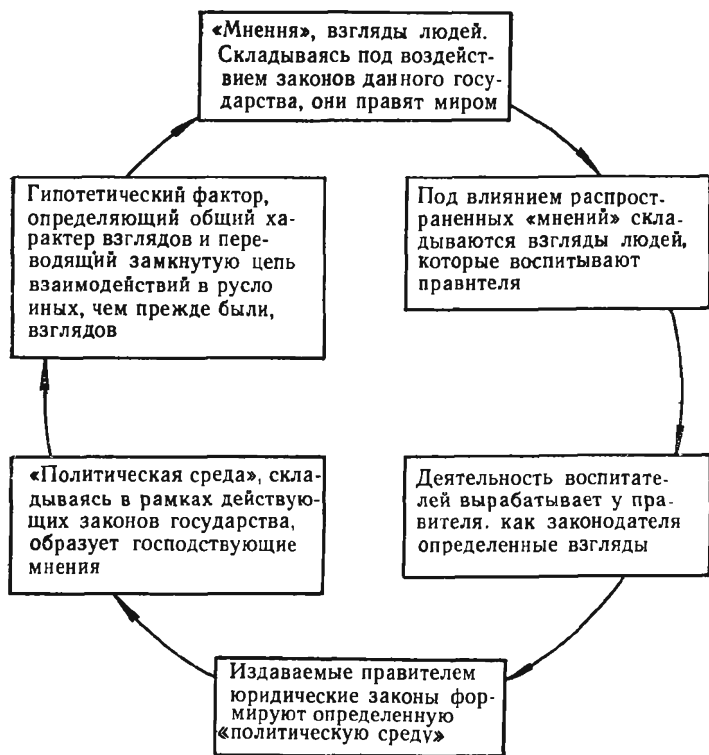 «Мнения», взгляды людей.
Складываясь под воздейст-
вием законов данного госу-
дарства, они правят миром
Под влиянием распрост-
раненных «мнений» скла-
дываются взгляды людей,
которые воспитывают
правителя
Деятельность воспитате-
лей вырабатывает у пра-
вителя. как законодателя
определенные взгляды
Издаваемые правителем
юридические законы фор-
мируют определенную
«политическую среду»
«Политическая среда», скла-
дываясь в рамках действую-
щих законов государства,
образует господствующие
мнения
Гипотетический фактор,
определяющий общий ха-
рактер взглядов и пере-
водящий замкнутую цепь
взаимодействий в русло
иных, чем прежде были,
взглядов